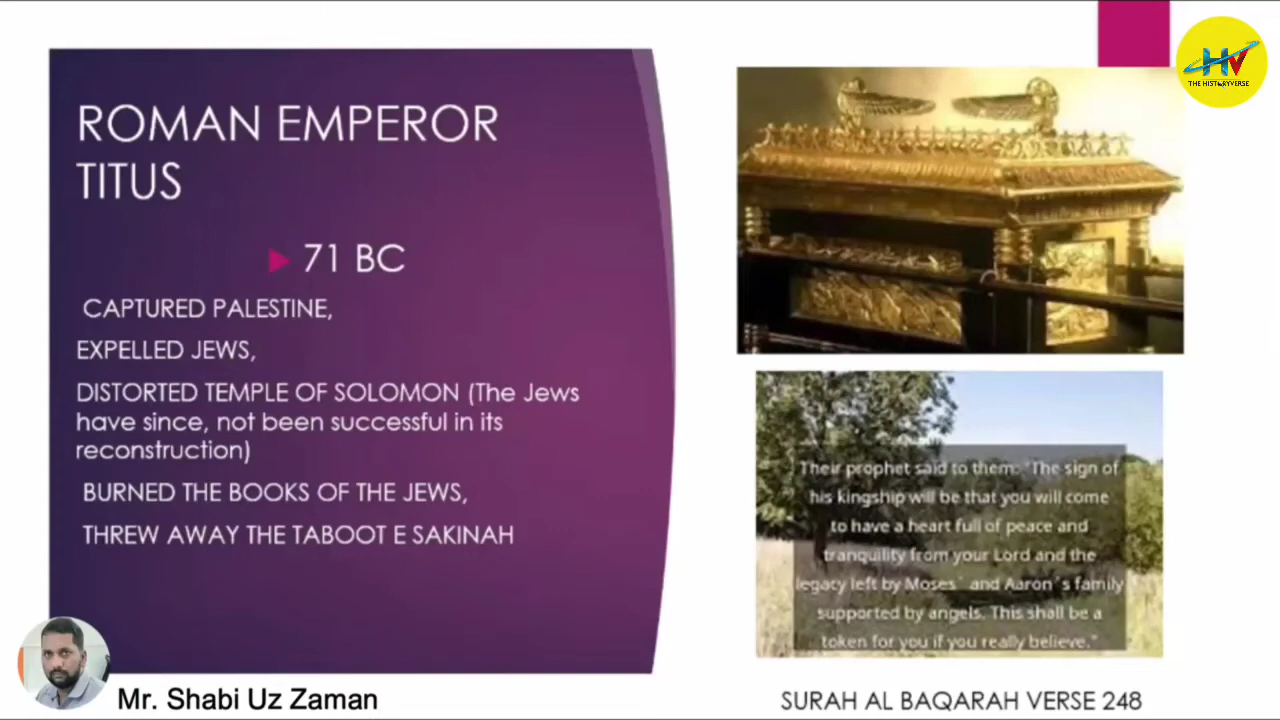 HV
THE HISTORYVERSE
ROMAN EMPEROR
TITUS
71 BC
CAPTURED PALESTINE,
EXPELLED JEWS,
DISTORTED TEMPLE OF SOLOMON (The Jews
have since, not been successful in its
reconstruction)
BURNED THE BOOKS OF THE JEWS,
THREW AWAY THE TABOOT E SAKINAH
Their prophet said to them: "The sign of
his kingship will be that you will come
to have a heart full of peace and
tranquility from your Lord and the
legacy left by Moses´ and Aaron´s family
supported by angels. This shall be a
token for you if you really believe."
SURAH AL BAQARAH VERSE 248
Mr. Shabi Uz Zaman